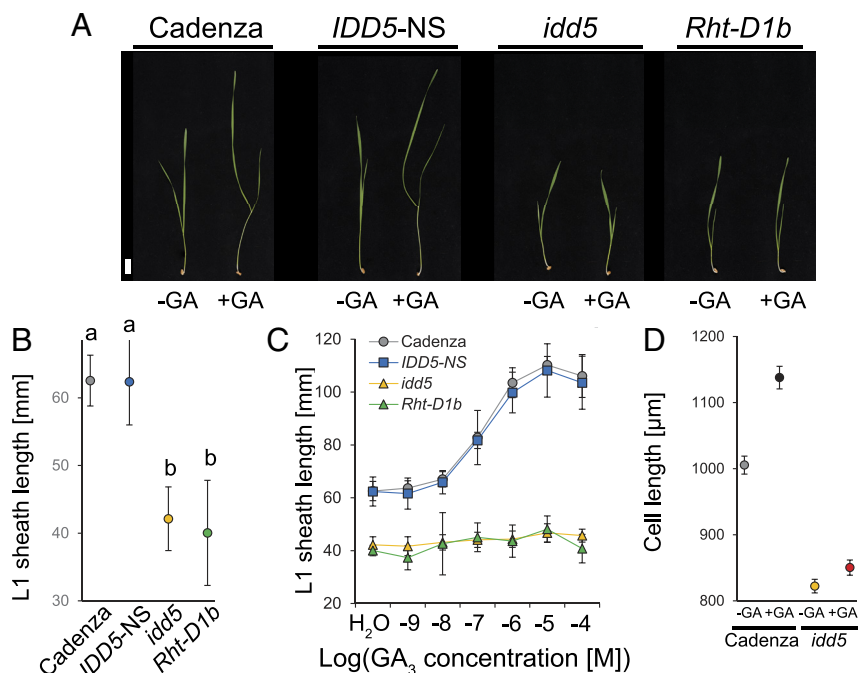 A
Cadenza IDD5-NS idd5 Rht-D1b
-GA +GA -GA +GA -GA +GA -GA +GA
B
L1 sheath length [mm]
60
50
40
30
a a b b
Cadenza IDD5-NS idd5 Rht-D1b
C
L1 sheath length [mm]
120
100
80
60
40
20
Cadenza
IDD5-NS
idd5
Rht-D1b
H2O -9 -8 -7 -6 -5 -4
Log(GA3 concentration [M])
D
Cell length [µm]
1200
1100
1000
900
800
-GA +GA -GA +GA
Cadenza idd5